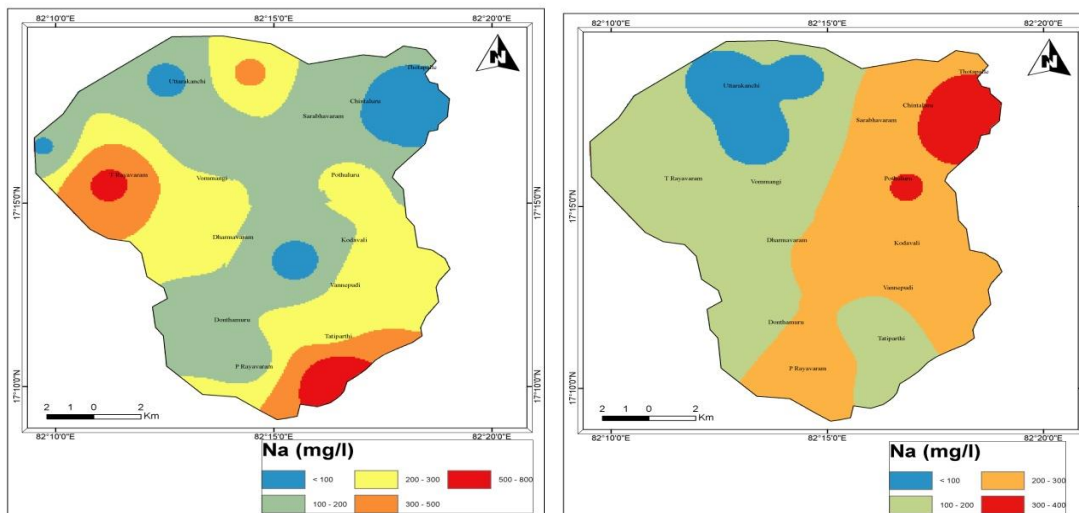 82°10'0"E 82°15'0"E 82°20'0"E
N
Thotapalle
Uttarakanchi
Chintaluru
Sarabhavaram
T Rayavaram
Vommangi
Pothuluru
17°15'0"N 17°15'0"N
Dharmavaram
Kodavali
Vannepudi
Donthamuru
Tatiparthi
P Rayavaram
17°10'0"N 17°10'0"N
2 1 0 2
Km
82°10'0"E 82°15'0"E 82°20'0"E
Na (mg/l)
< 100 200 - 300 500 - 800
100 - 200 300 - 500
82°10'0"E 82°15'0"E 82°20'0"E
N
Thotapalle
Uttarakanchi
Chintaluru
Sarabhavaram
T Rayavaram
Vommangi
Pothuluru
17°15'0"N 17°15'0"N
Dharmavaram
Kodavali
Vannepudi
Donthamuru
Tatiparthi
P Rayavaram
17°10'0"N 17°10'0"N
2 1 0 2
Km
82°10'0"E 82°15'0"E 82°20'0"E
Na (mg/l)
< 100 200 - 300
100 - 200 300 - 400